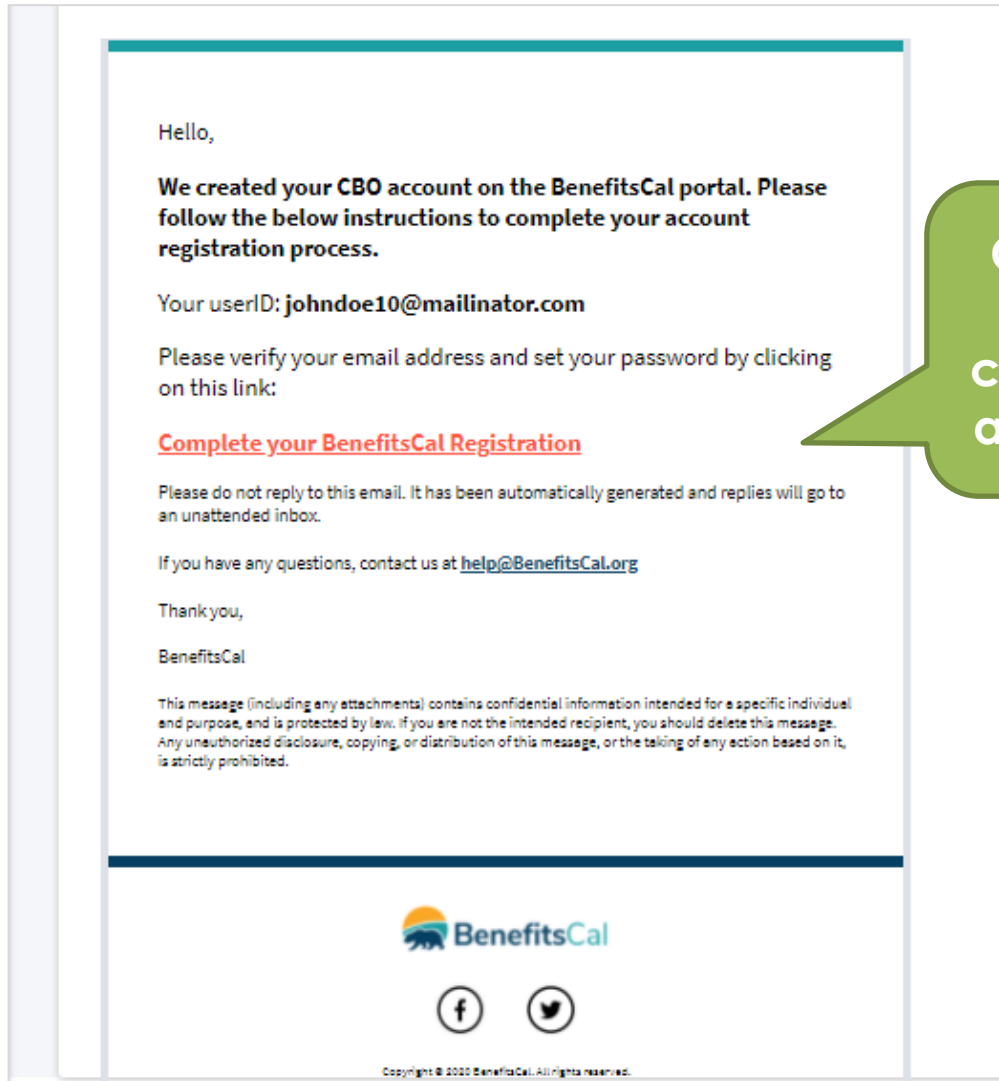 Hello,
We created your CBO account on the BenefitsCal portal. Please
follow the below instructions to complete your account
registration process.
Your userID: johndoe10@mailinator.com
Please verify your email address and set your password by clicking
on this link:
Complete your BenefitsCal Registration
Please do not reply to this email. It has been automatically generated and replies will go to
an unattended inbox.
If you have any questions, contact us at help@BenefitsCal.org
Thank you,
BenefitsCal
This message (including any attachments) contains confidential information intended for a specific individual
and purpose, and is protected by law. If you are not the intended recipient, you should delete this message.
Any unauthorized disclosure, copying, or distribution of this message, or the taking of any action based on it,
is strictly prohibited.
BenefitsCal
Copyright © 2020 BenefitsCal. All rights reserved.